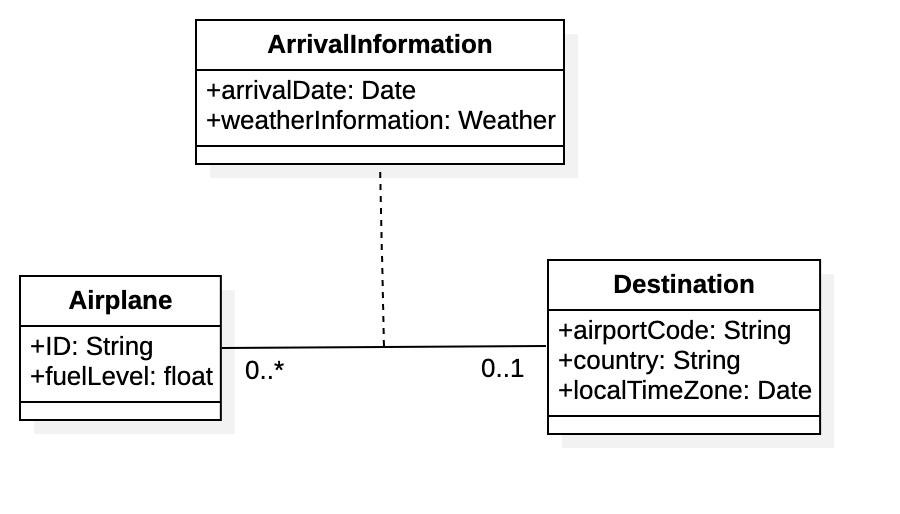 ArrivalInformation
+arrivalDate: Date
+weatherInformation: Weather
Airplane
+ID: String
+fuelLevel: float
0..*
0..1
Destination
+airportCode: String
+country: String
+localTimeZone: Date